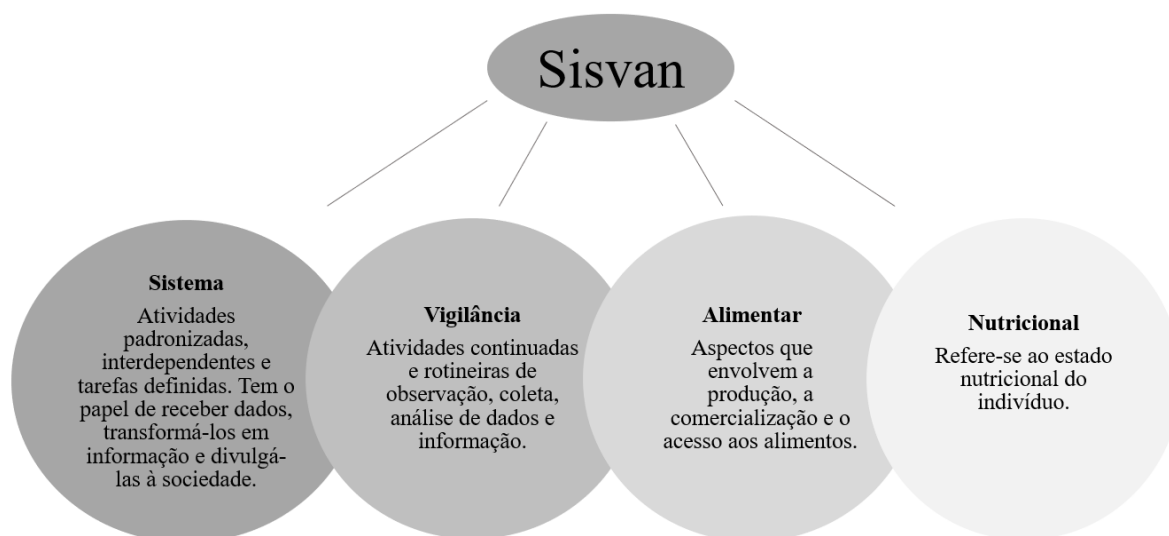 Sisvan
Sistema
Atividades
padronizadas,
interdependentes e
tarefas definidas. Tem o
papel de receber dados,
transformá-los em
informação e divulgá-
las à sociedade.
Vigilância
Atividades continuadas
e rotineiras de
observação, coleta,
análise de dados e
informação.
Alimentar
Aspectos que
envolvem a
produção, a
comercialização e o
acesso aos alimentos.
Nutricional
Refere-se ao estado
nutricional do
indivíduo.